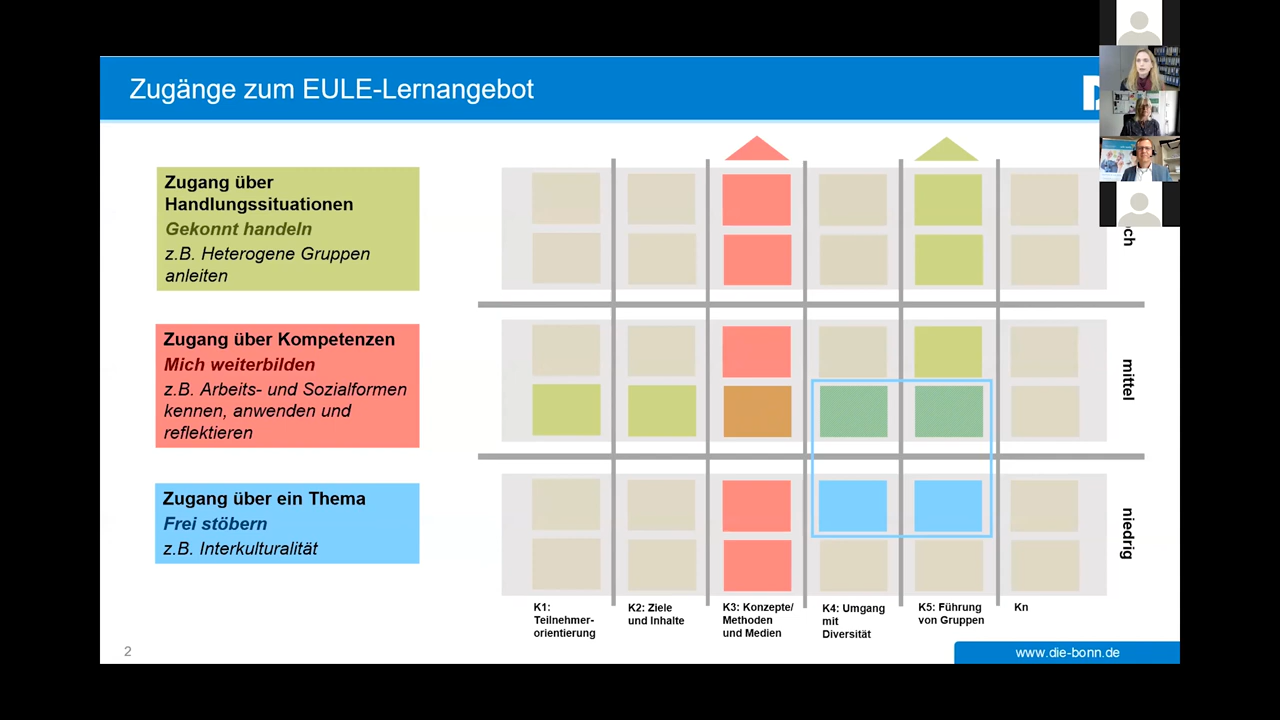 Zugänge zum EULE-Lernangebot
Zugang über
Handlungssituationen
Gekonnt handeln
z.B. Heterogene Gruppen
anleiten
Zugang über Kompetenzen
Mich weiterbilden
z.B. Arbeits- und Sozialformen
kennen, anwenden und
reflektieren
Zugang über ein Thema
Frei stöbern
z.B. Interkulturalität
mittel
niedrig
K1:
Teilnehmer-
orientierung
K2: Ziele
und Inhalte
K3: Konzepte/
Methoden
und Medien
K4: Umgang
mit
Diversität
K5: Führung
von Gruppen
Kn
2
www.die-bonn.de